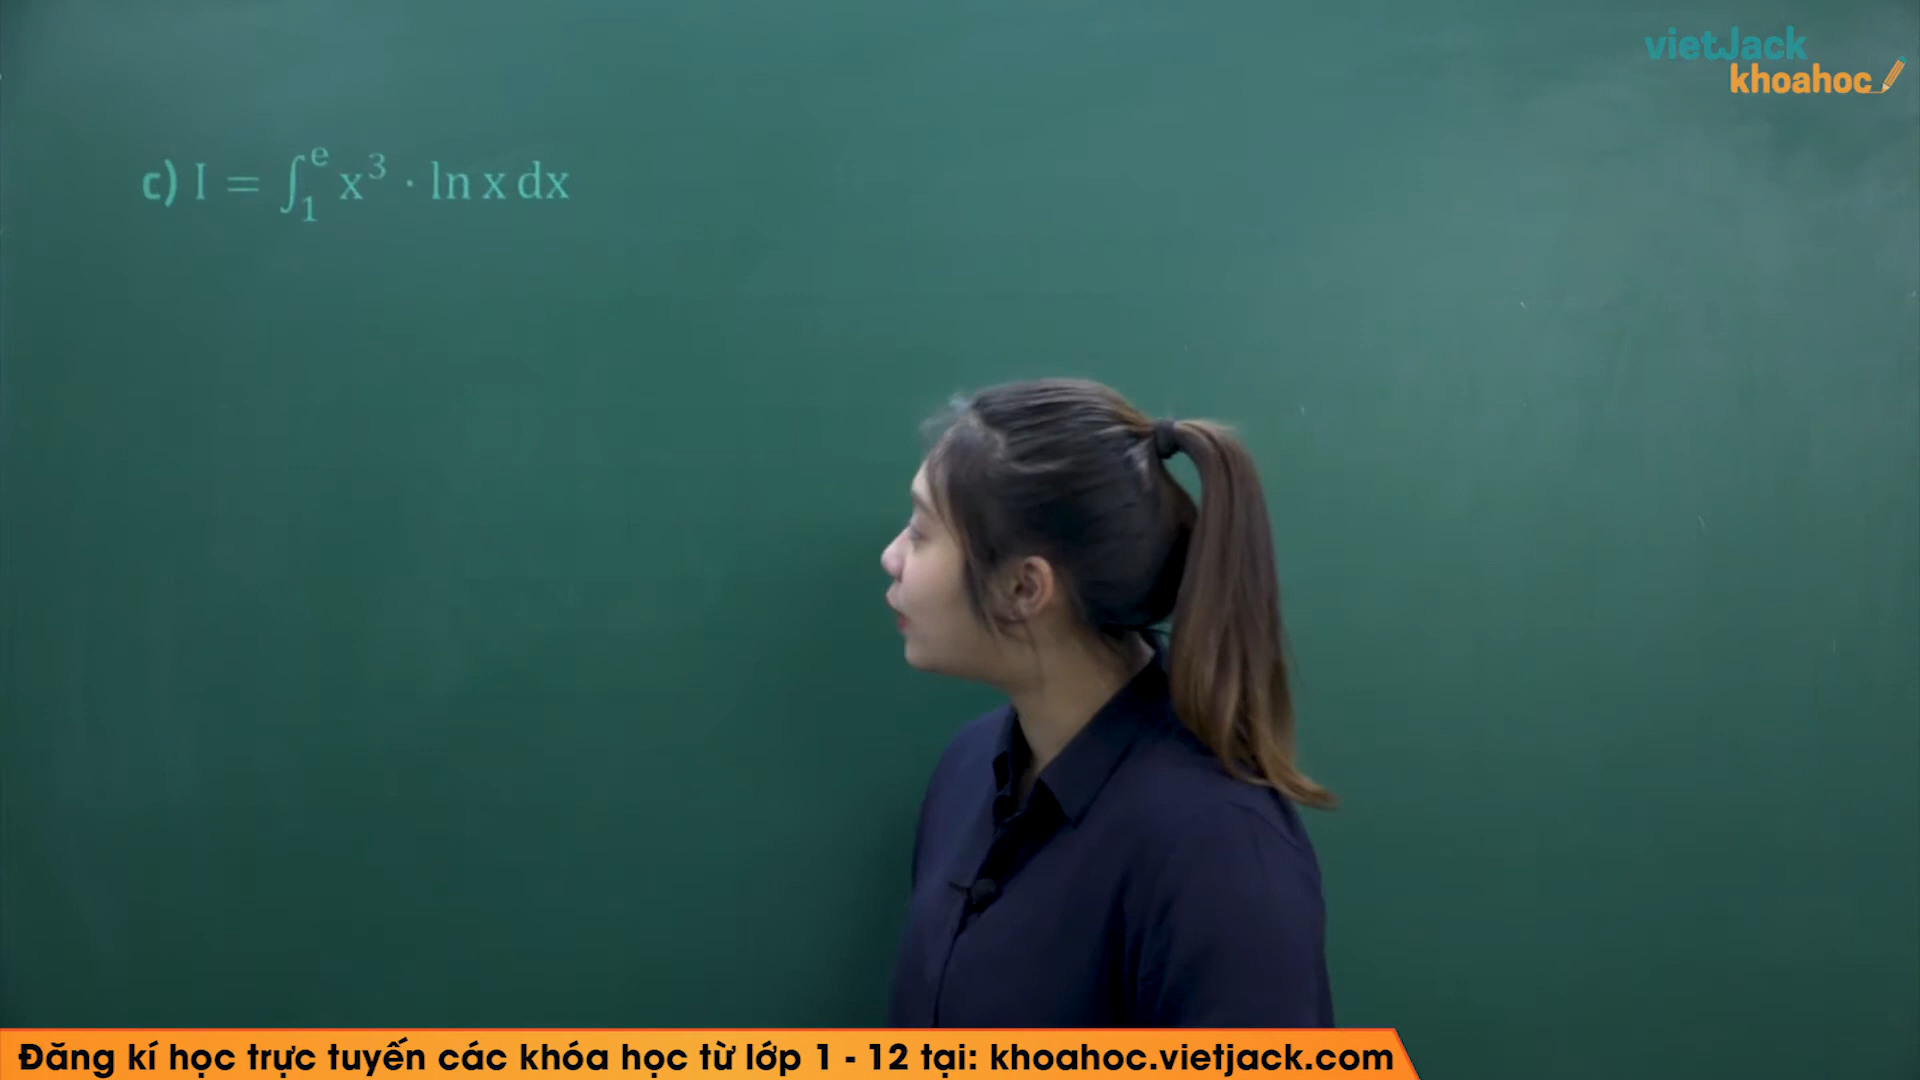 vietJack
khoahoc
c) I = ∫₁ᵉ x³ · ln x dx
Đăng kí học trực tuyến các khóa học từ lớp 1 - 12 tại: khoahoc.vietjack.com